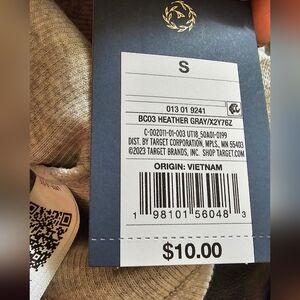 S
013 01 9241
BC03 HEATHER GRAY/X2Y76Z
C-002011-01-003 UT18_50A01-0199
DIST. BY TARGET CORPORATION, MPLS., MN 55403
©2023 TARGET BRANDS, INC. SHOP TARGET.COM
ORIGIN: VIETNAM
1 98101 56048 3
$10.00